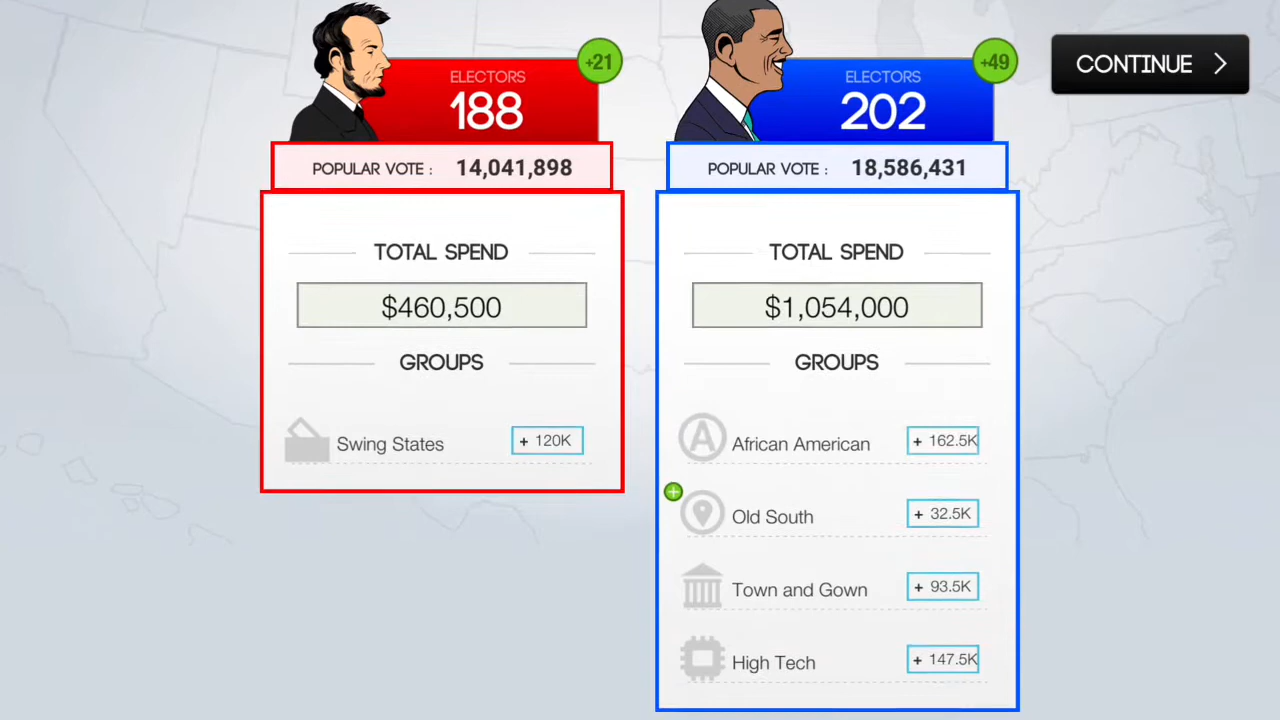 +21
ELECTORS
188
POPULAR VOTE : 14,041,898
TOTAL SPEND
$460,500
GROUPS
Swing States + 120K
+49
ELECTORS
202
POPULAR VOTE : 18,586,431
TOTAL SPEND
$1,054,000
GROUPS
A African American + 162.5K
+
Old South + 32.5K
Town and Gown + 93.5K
High Tech + 147.5K
CONTINUE >